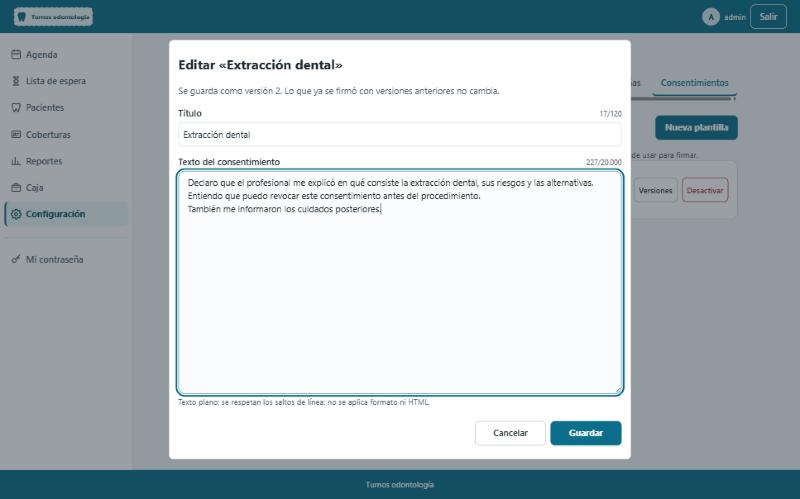 Turnos odontología
A admin Salir
Agenda
Lista de espera
Pacientes
Coberturas
Reportes
Caja
Configuración
Mi contraseña
Consentimientos
Nueva plantilla
de usar para firmar.
Versiones Desactivar
Editar «Extracción dental»
Se guarda como versión 2. Lo que ya se firmó con versiones anteriores no cambia.
Título 17/120
Extracción dental
Texto del consentimiento 227/20.000
Declaro que el profesional me explicó en qué consiste la extracción dental, sus riesgos y las alternativas.
Entiendo que puedo revocar este consentimiento antes del procedimiento.
También me informaron los cuidados posteriores.
Texto plano; se respetan los saltos de línea; no se aplica formato ni HTML.
Cancelar Guardar
Turnos odontología